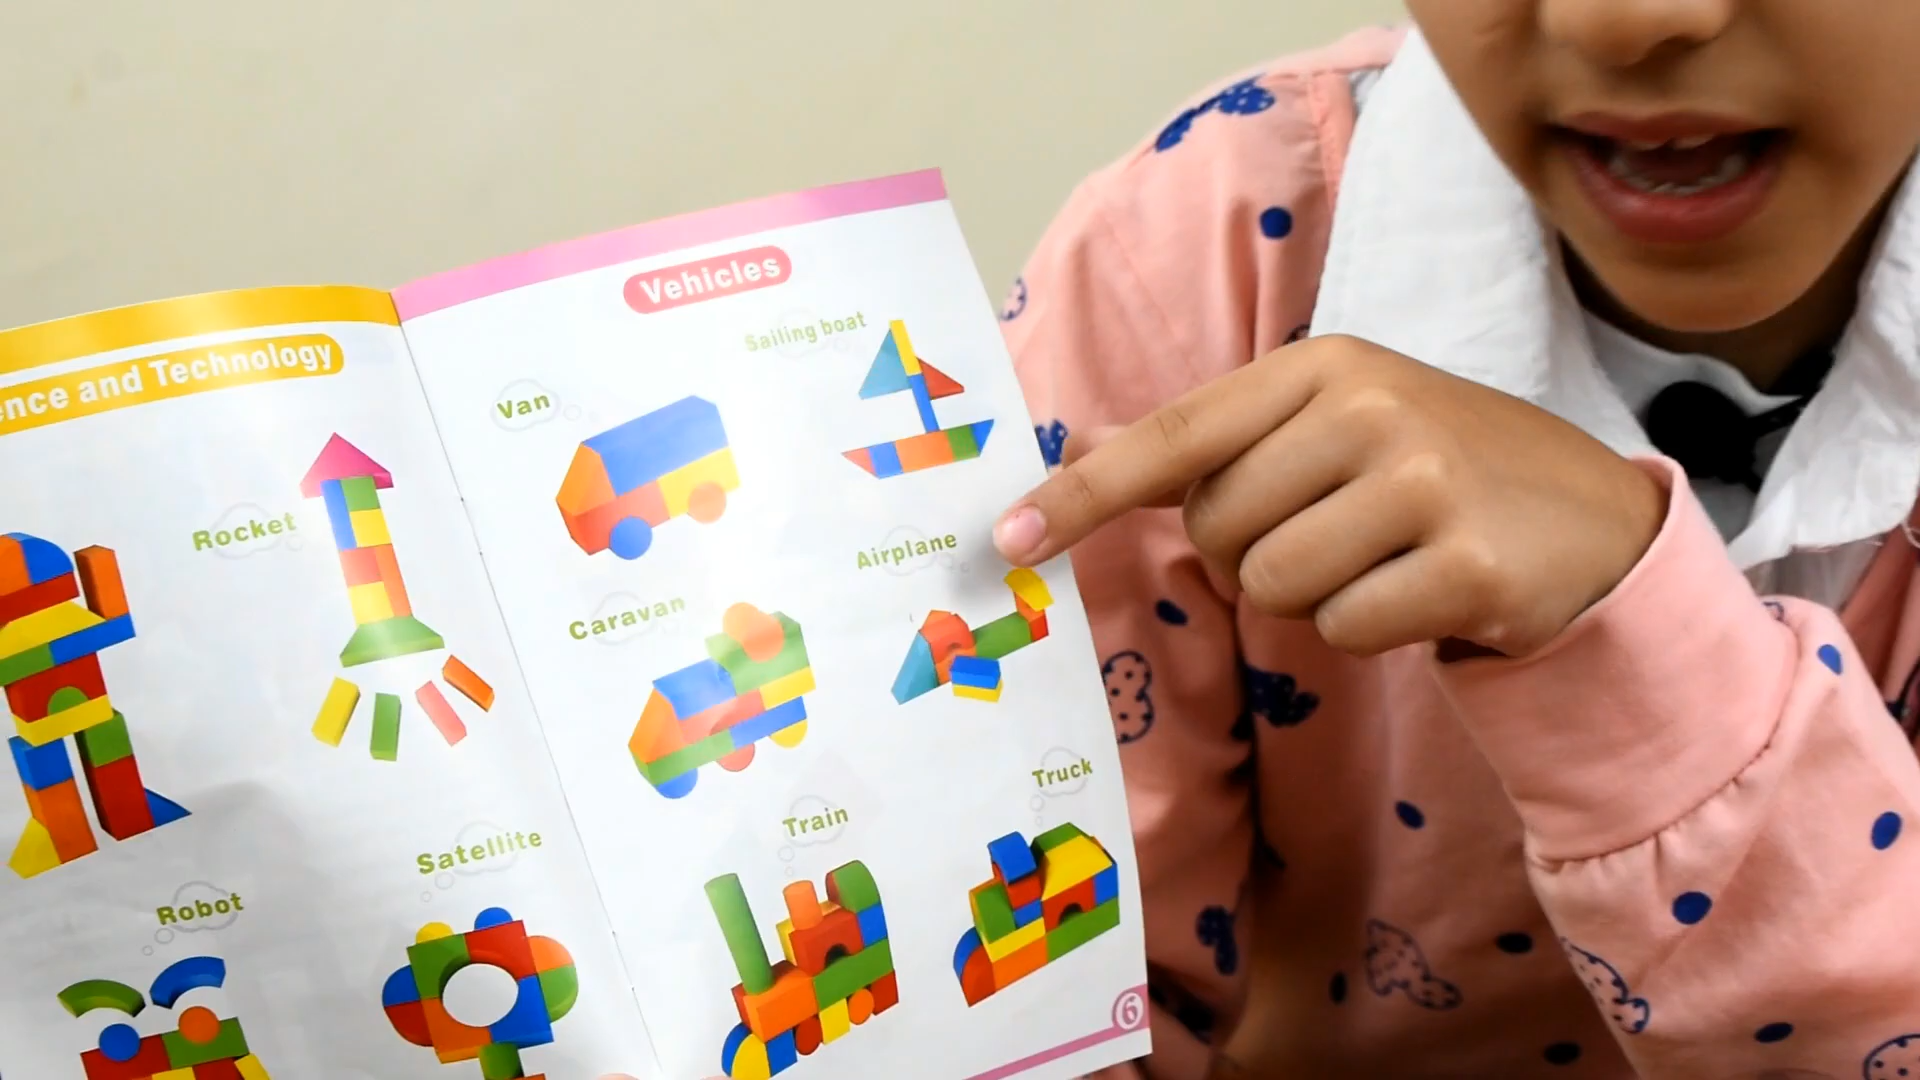 ence and Technology
Rocket
Satellite
Robot
Vehicles
Sailing boat
Van
Airplane
Caravan
Truck
Train
6